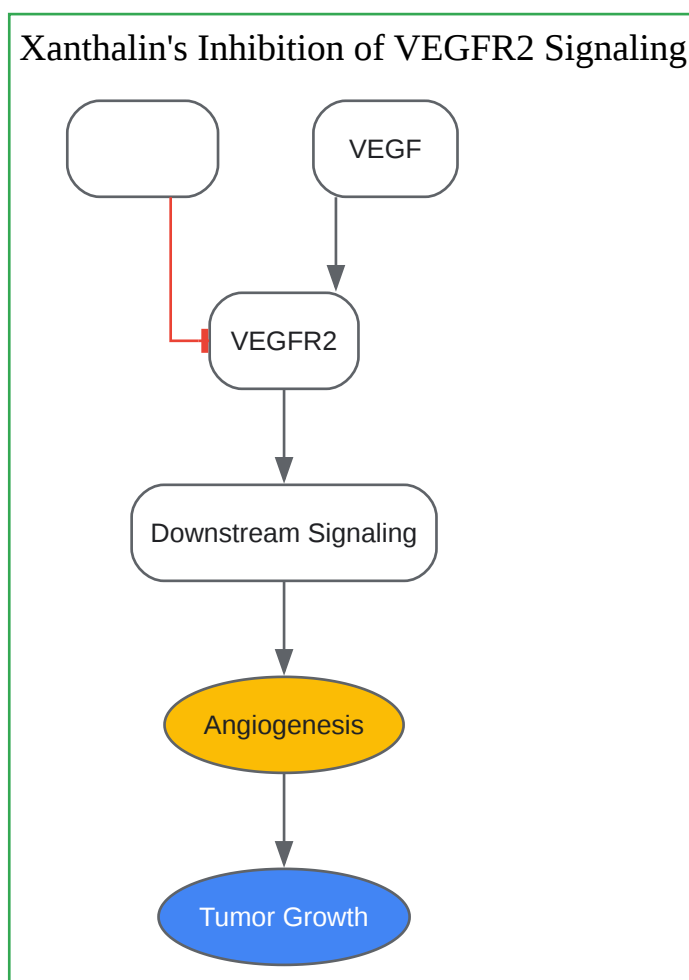 Xanthalin's Inhibition of VEGFR2 Signaling
VEGF
VEGFR2
Downstream Signaling
Angiogenesis
Tumor Growth